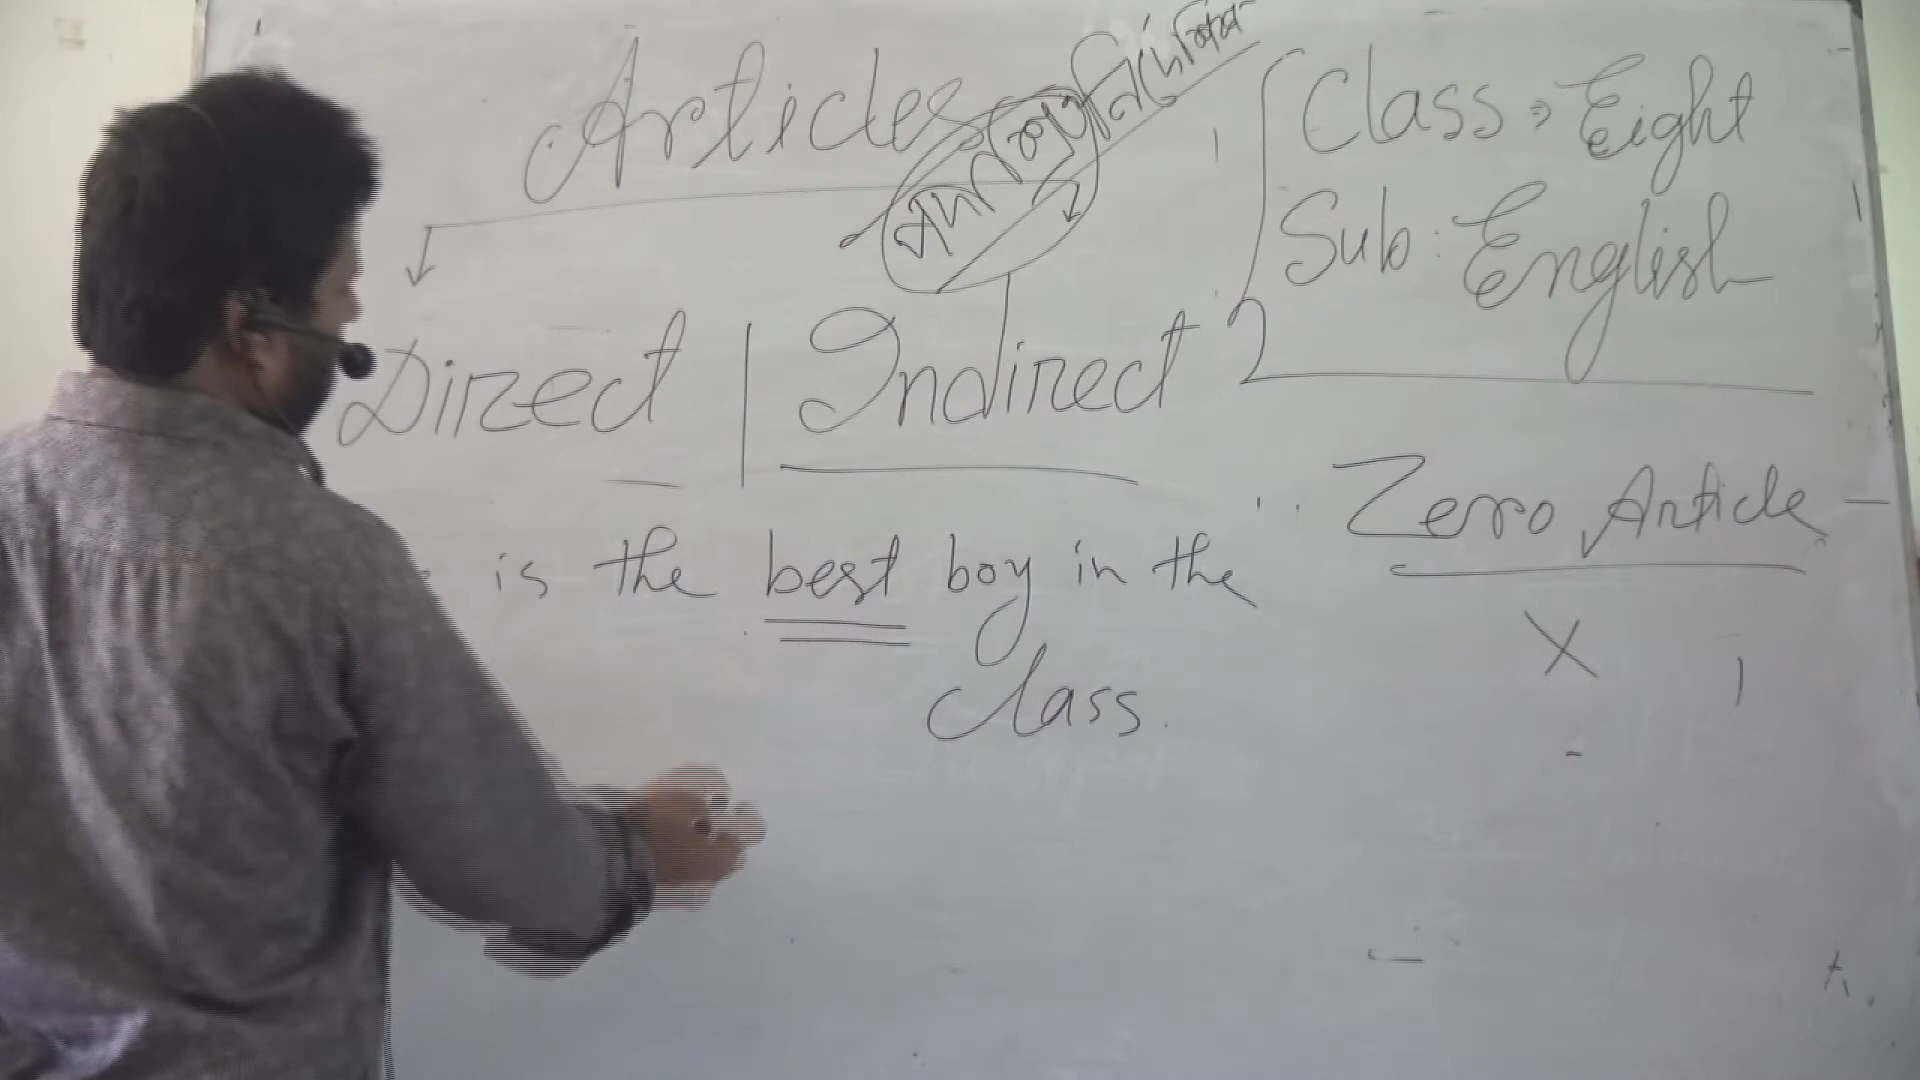 Articles
Class: Eight
Sub: English
Direct | Indirect
Zero Article
is the best boy in the
class.
X